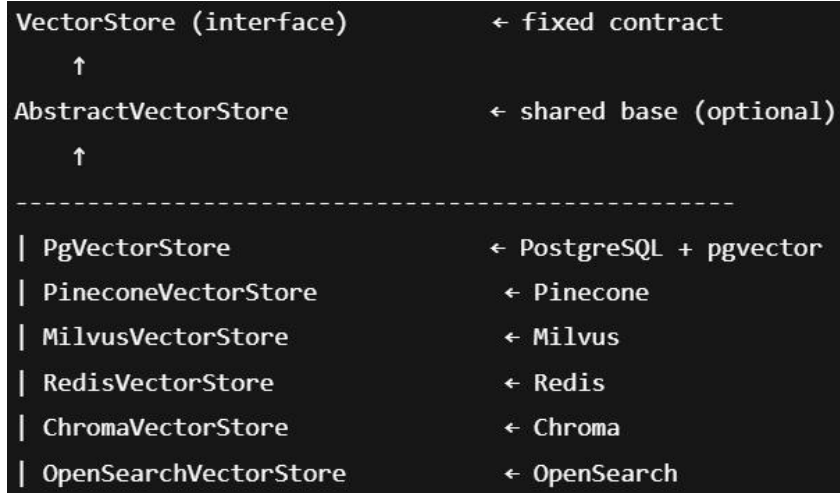 VectorStore (interface) ← fixed contract
↑
AbstractVectorStore ← shared base (optional)
↑
----------------------------------------------------
| PgVectorStore ← PostgreSQL + pgvector
| PineconeVectorStore ← Pinecone
| MilvusVectorStore ← Milvus
| RedisVectorStore ← Redis
| ChromaVectorStore ← Chroma
| OpenSearchVectorStore ← OpenSearch